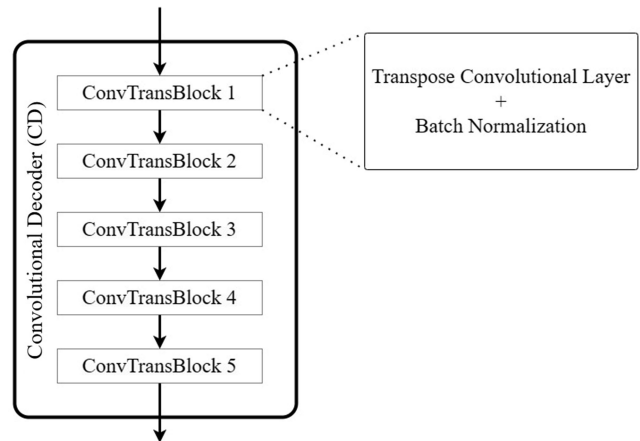 Convolutional Decoder (CD)
ConvTransBlock 1
ConvTransBlock 2
ConvTransBlock 3
ConvTransBlock 4
ConvTransBlock 5
Transpose Convolutional Layer
+
Batch Normalization